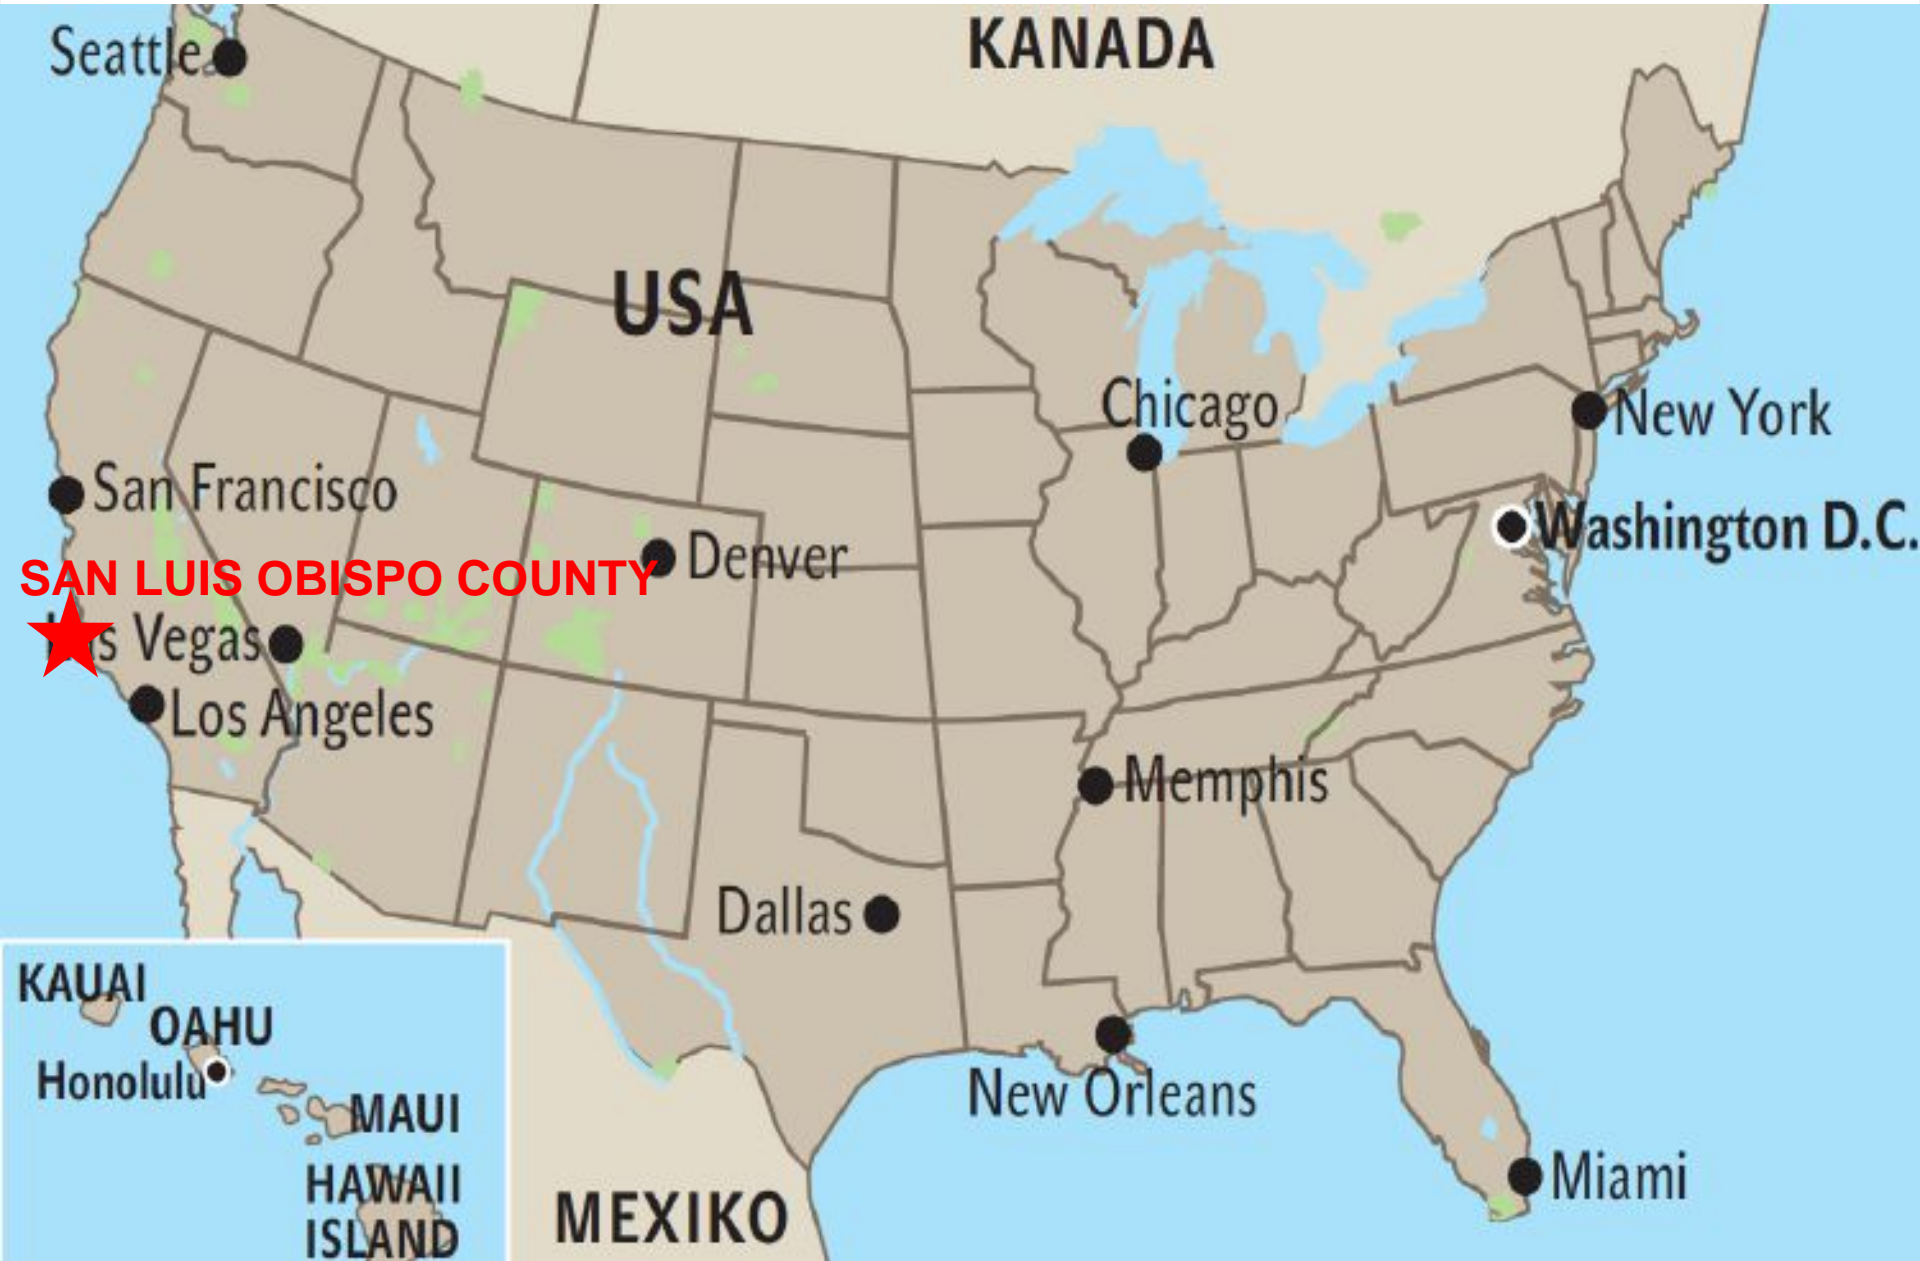 KANADA
Seattle
USA
Chicago
New York
San Francisco
Washington D.C.
Denver
SAN LUIS OBISPO COUNTY
Las Vegas
Los Angeles
Memphis
Dallas
KAUAI
OAHU
Honolulu
New Orleans
MAUI
Miami
HAWAII
ISLAND
MEXIKO